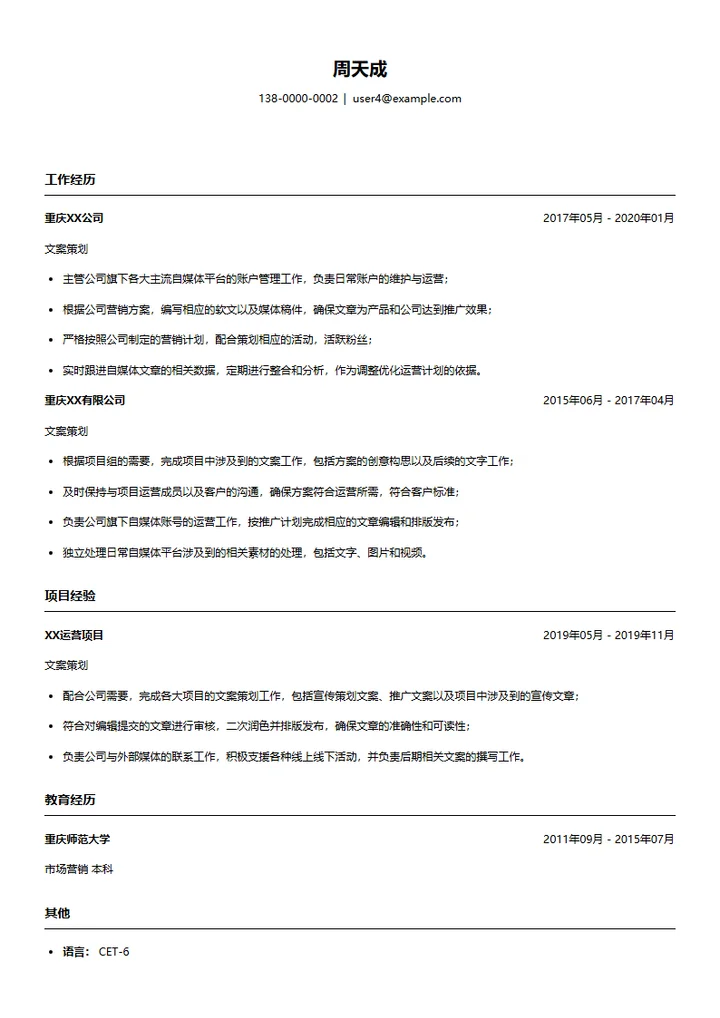 周天成
138-0000-0002 | user4@example.com
工作经历
重庆XX公司 2017年05月 - 2020年01月
文案策划
• 主管公司旗下各大主流自媒体平台的账户管理工作，负责日常账户的维护与运营；
• 根据公司营销方案，编写相应的软文以及媒体稿件，确保文章为产品和公司达到推广效果；
• 严格按照公司制定的营销计划，配合策划相应的活动，活跃粉丝；
• 实时跟进自媒体文章的相关数据，定期进行整合和分析，作为调整优化运营计划的依据。
重庆XX有限公司 2015年06月 - 2017年04月
文案策划
• 根据项目组的需要，完成项目中涉及到的文案工作，包括方案的创意构思以及后续的文字工作；
• 及时保持与项目运营成员以及客户的沟通，确保方案符合运营所需，符合客户标准；
• 负责公司旗下自媒体账号的运营工作，按推广计划完成相应的文章编辑和排版发布；
• 独立处理日常自媒体平台涉及到的相关素材的处理，包括文字、图片和视频。
项目经验
XX运营项目 2019年05月 - 2019年11月
文案策划
• 配合公司需要，完成各大项目的文案策划工作，包括宣传策划文案、推广文案以及项目中涉及到的宣传文章；
• 符合对编辑提交的文章进行审核，二次润色并排版发布，确保文章的准确性和可读性；
• 负责公司与外部媒体的联系工作，积极支援各种线上线下活动，并负责后期相关文案的撰写工作。
教育经历
重庆师范大学 2011年09月 - 2015年07月
市场营销 本科
其他
• 语言： CET-6